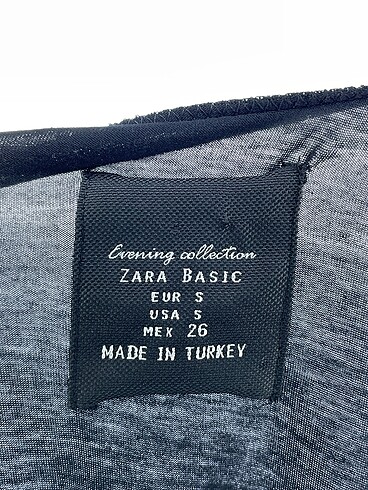 Evening collection
ZARA BASIC
EUR S
USA S
MEX 26
MADE IN TURKEY